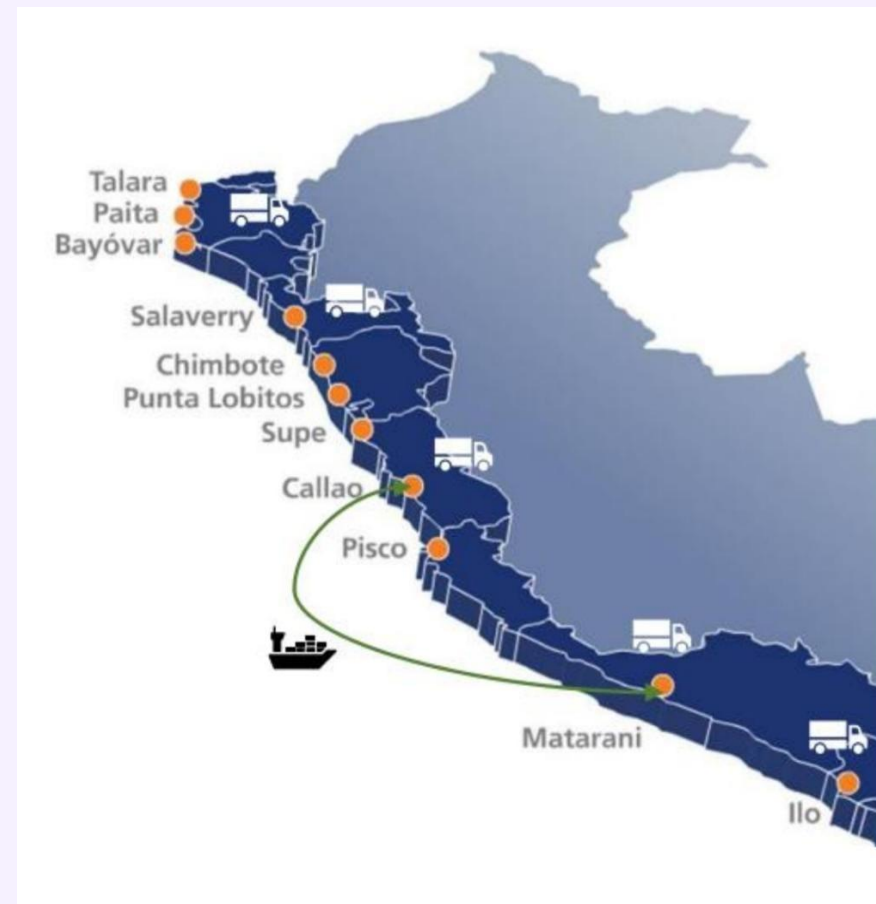 Talara
Paita
Bayóvar
Salaverry
Chimbote
Punta Lobitos
Supe
Callao
Pisco
Matarani
Ilo